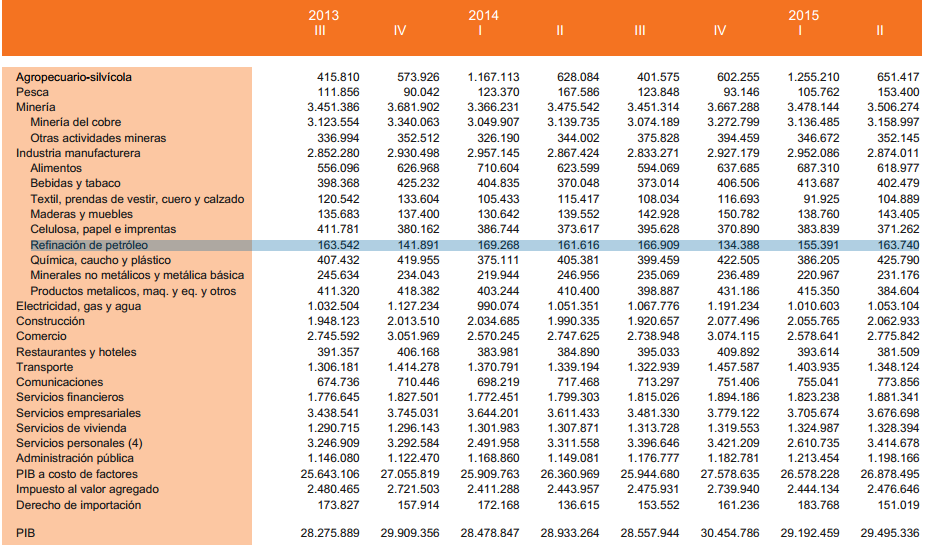 2013 2014 2015
III IV I II III IV I II
Agropecuario-silvícola 415.810 573.926 1.167.113 628.084 401.575 602.255 1.255.210 651.417
Pesca 111.856 90.042 123.370 167.586 123.848 93.146 105.762 153.400
Minería 3.451.386 3.681.902 3.366.231 3.475.542 3.451.314 3.667.288 3.478.144 3.506.274
Minería del cobre 3.123.554 3.340.063 3.049.907 3.139.735 3.074.189 3.272.799 3.136.485 3.158.997
Otras actividades mineras 336.994 352.512 326.190 344.002 375.828 394.459 346.672 352.145
Industria manufacturera 2.852.280 2.930.498 2.957.145 2.867.424 2.833.271 2.927.179 2.952.086 2.874.011
Alimentos 556.096 626.968 710.604 623.599 594.069 637.685 687.310 618.977
Bebidas y tabaco 398.368 425.232 404.835 370.048 373.014 406.506 413.687 402.479
Textil, prendas de vestir, cuero y calzado 120.542 133.604 105.433 115.417 108.034 116.693 91.925 104.889
Maderas y muebles 135.683 137.400 130.642 139.552 142.928 150.782 138.760 143.405
Celulosa, papel e imprentas 411.781 380.162 386.744 373.617 395.628 370.890 383.839 371.262
Refinación de petróleo 163.542 141.891 169.268 161.616 166.909 134.388 155.391 163.740
Química, caucho y plástico 407.432 419.955 375.111 405.381 399.459 422.505 386.205 425.790
Minerales no metálicos y metálica básica 245.634 234.043 219.944 246.956 235.069 236.489 220.967 231.176
Productos metalicos, maq. y eq. y otros 411.320 418.382 403.244 410.400 398.887 431.186 415.350 384.604
Electricidad, gas y agua 1.032.504 1.127.234 990.074 1.051.351 1.067.776 1.191.234 1.010.603 1.053.104
Construcción 1.948.123 2.013.510 2.034.685 1.990.335 1.920.657 2.077.496 2.055.765 2.062.933
Comercio 2.745.592 3.051.969 2.570.245 2.747.625 2.738.948 3.074.115 2.578.641 2.775.842
Restaurantes y hoteles 391.357 406.168 383.981 384.890 395.033 409.892 393.614 381.509
Transporte 1.306.181 1.414.278 1.370.791 1.339.194 1.322.939 1.457.587 1.403.935 1.348.124
Comunicaciones 674.736 710.446 698.219 717.468 713.297 751.406 755.041 773.856
Servicios financieros 1.776.645 1.827.501 1.772.451 1.799.303 1.815.026 1.894.186 1.823.238 1.881.341
Servicios empresariales 3.438.541 3.745.031 3.644.201 3.611.433 3.481.330 3.779.122 3.705.674 3.676.698
Servicios de vivienda 1.290.715 1.296.143 1.301.983 1.307.871 1.313.728 1.319.553 1.324.987 1.328.394
Servicios personales (4) 3.246.909 3.292.584 2.491.958 3.311.558 3.396.646 3.421.209 2.610.735 3.414.678
Administración pública 1.146.080 1.122.470 1.168.860 1.149.081 1.176.777 1.182.781 1.213.454 1.198.166
PIB a costo de factores 25.643.106 27.055.819 25.909.763 26.360.969 25.944.680 27.578.635 26.578.228 26.878.495
Impuesto al valor agregado 2.480.465 2.721.503 2.411.288 2.443.957 2.475.931 2.739.940 2.444.134 2.476.646
Derecho de importación 173.827 157.914 172.168 136.615 153.552 161.236 183.768 151.019
PIB 28.275.889 29.909.356 28.478.847 28.933.264 28.557.944 30.454.786 29.192.459 29.495.336